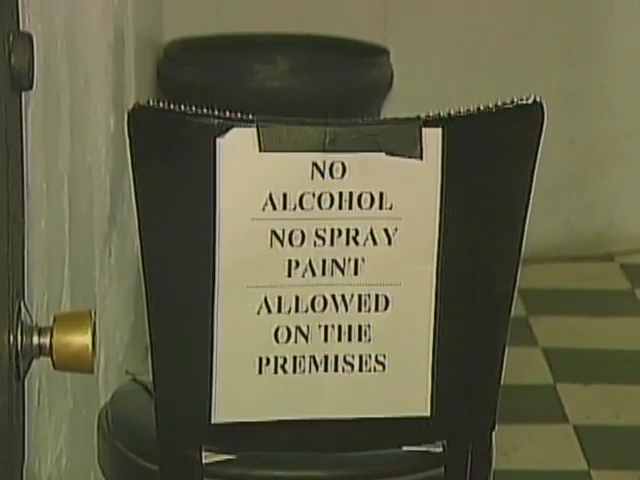 NO
ALCOHOL
NO SPRAY
PAINT
ALLOWED
ON THE
PREMISES